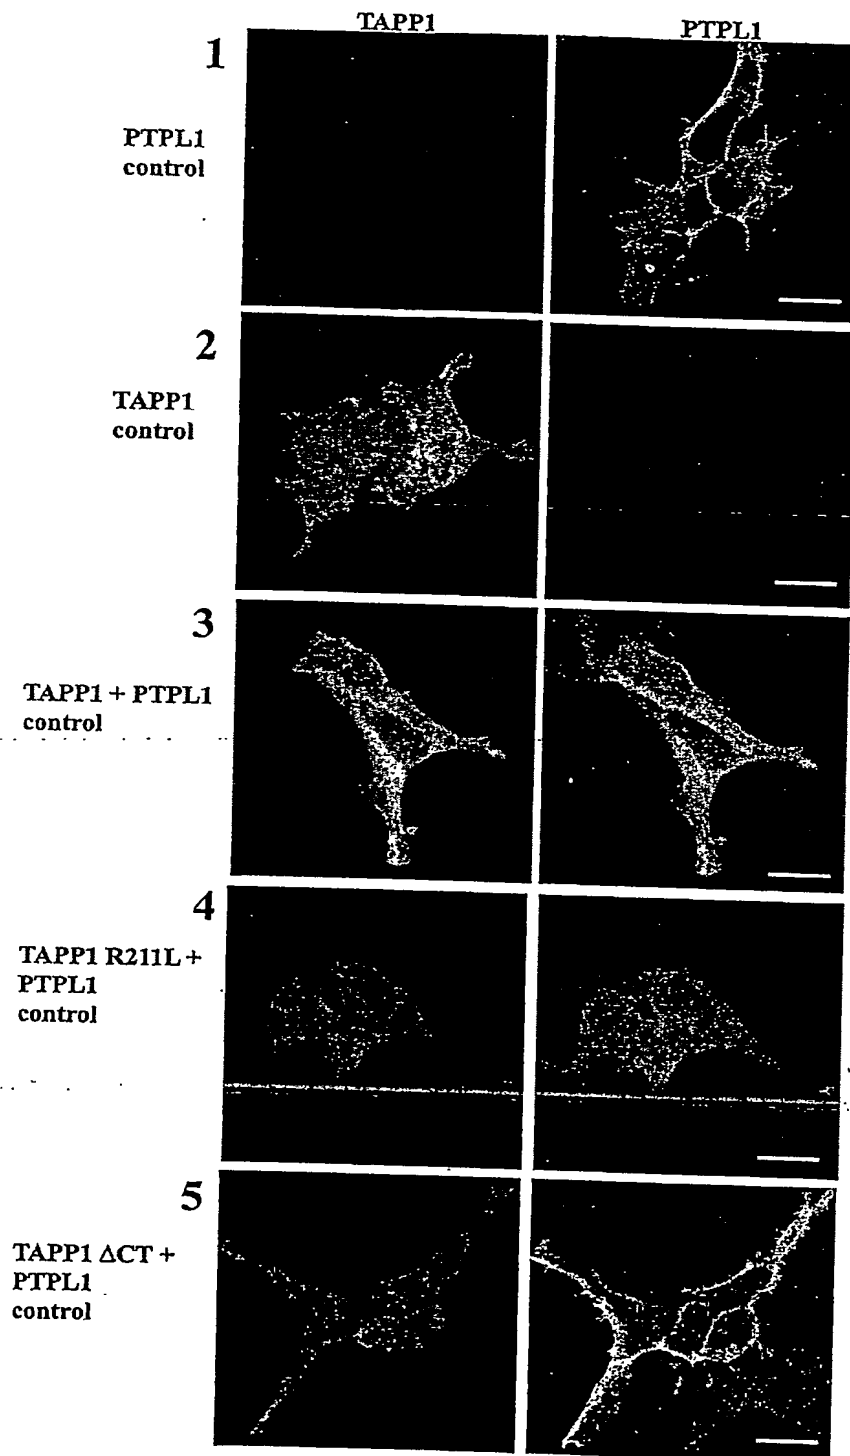 TAPP1 PTPL1
1
PTPL1
control
2
TAPP1
control
3
TAPP1 + PTPL1
control
4
TAPP1 R211L +
PTPL1
control
5
TAPP1 ΔCT +
PTPL1
control